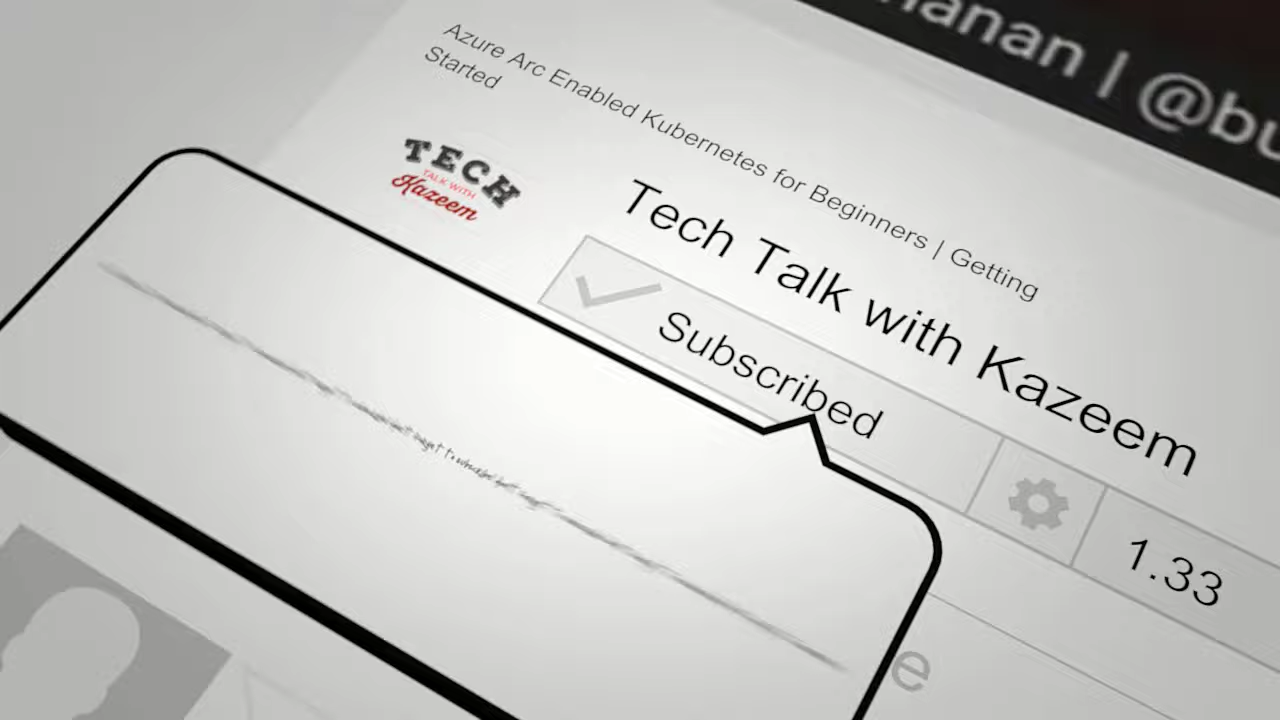 anan | @bu
Azure Arc Enabled Kubernetes for Beginners | Getting
Started
TECH
TALK WITH
Kazeem
Tech Talk with Kazeem
Subscribed
1.33
e